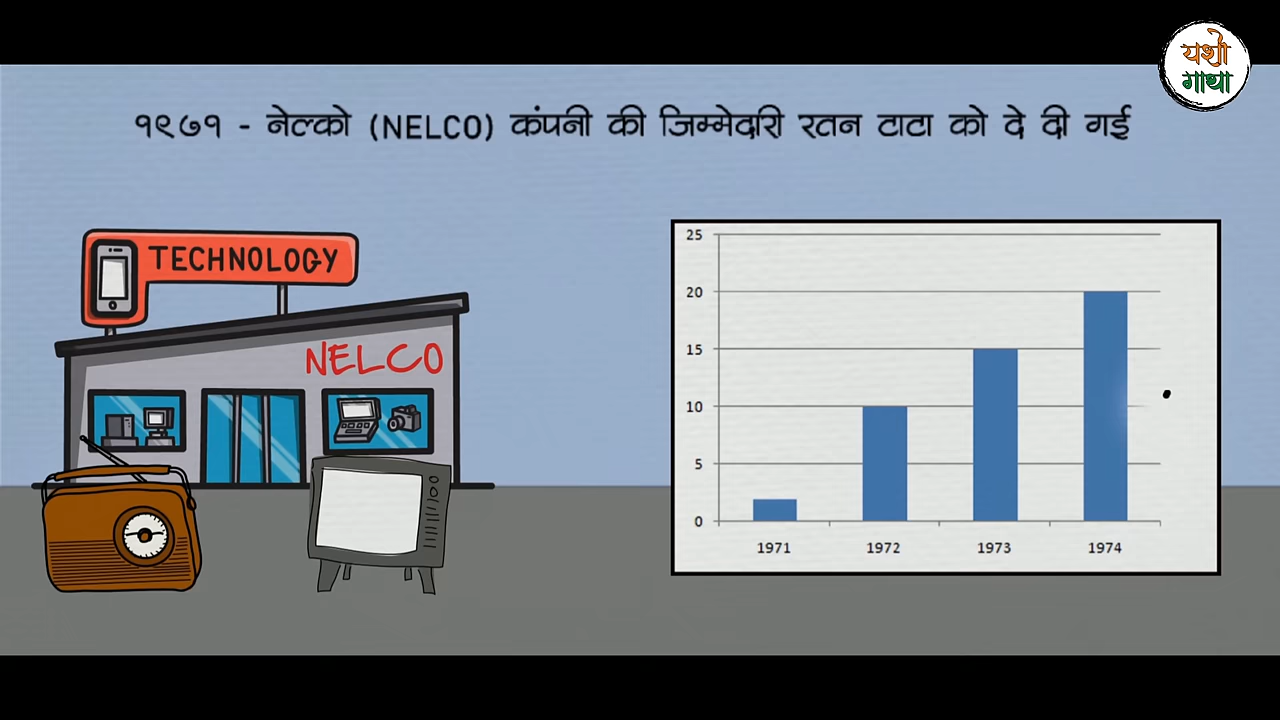 यशो
गाथा
१९७१ - नेल्को (NELCO) कंपनी की जिम्मेदारी रतन टाटा को दे दी गई
TECHNOLOGY
NELCO
25
20
15
10
5
0
1971 1972 1973 1974